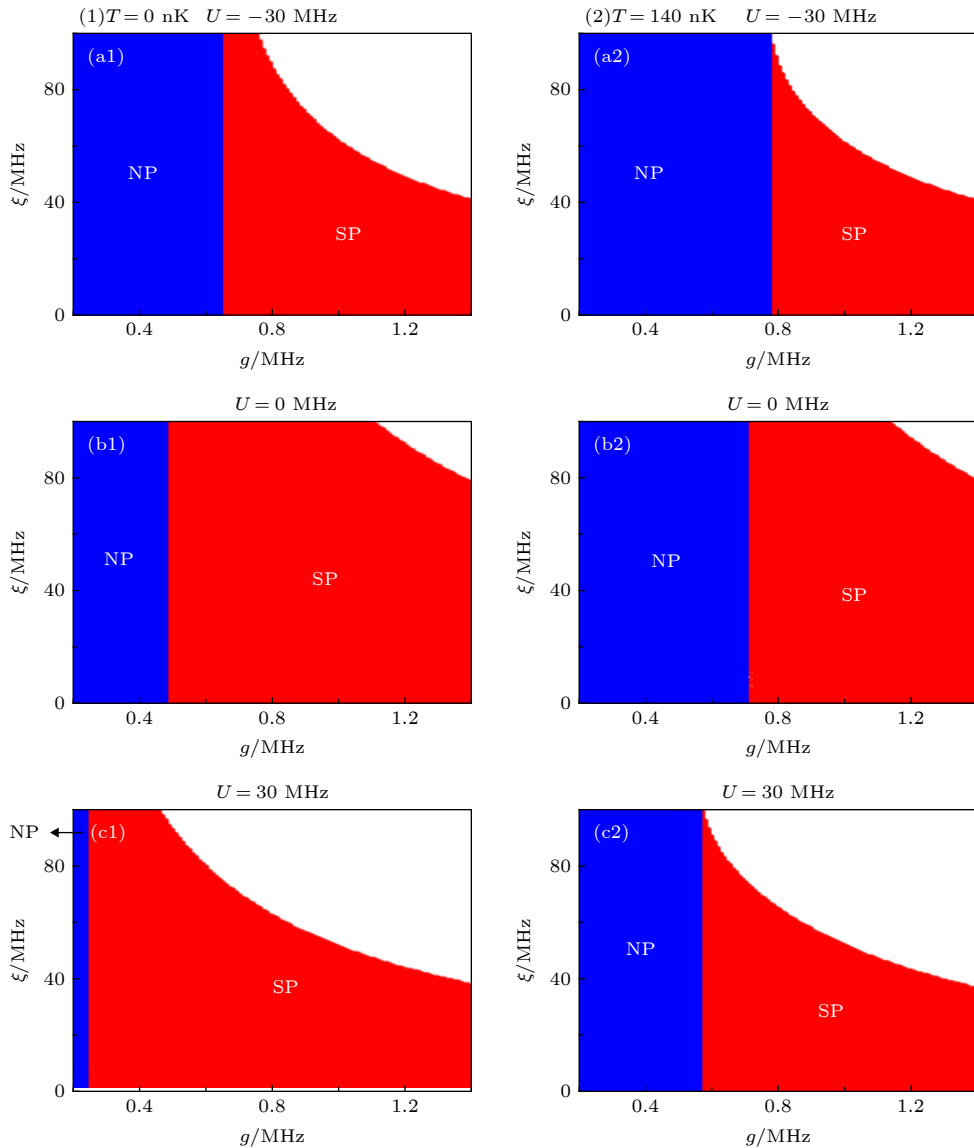 (1)T = 0 nK U = −30 MHz
(2)T = 140 nK U = −30 MHz
(a1)
80
40
0
ξ/MHz
NP
SP
0.4 0.8 1.2
g/MHz
(a2)
80
40
0
ξ/MHz
NP
SP
0.4 0.8 1.2
g/MHz
U = 0 MHz
(b1)
80
40
0
ξ/MHz
NP
SP
0.4 0.8 1.2
g/MHz
U = 0 MHz
(b2)
80
40
0
ξ/MHz
NP
SP
0.4 0.8 1.2
g/MHz
U = 30 MHz
NP
(c1)
80
40
0
ξ/MHz
SP
0.4 0.8 1.2
g/MHz
U = 30 MHz
(c2)
80
40
0
ξ/MHz
NP
SP
0.4 0.8 1.2
g/MHz